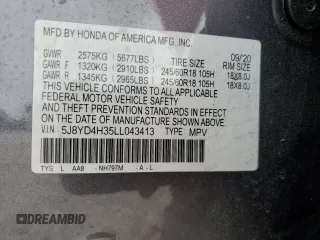 MFD BY HONDA OF AMERICA MFG., INC. 09/20
GVWR 2575KG (5677LBS) TIRE SIZE RIM SIZE
GAWR F 1320KG (2910LBS) 245/60R18 105H 18X8.0J
GAWR R 1345KG (2965LBS) 245/60R18 105H 18X8.0J
THIS VEHICLE CONFORMS TO ALL APPLICABLE
FEDERAL MOTOR VEHICLE SAFETY, BUMPER,
AND THEFT PREVENTION STANDARDS IN EFFECT
ON THE DATE OF MANUFACTURE SHOWN ABOVE.
V.I.N. 5J8YD4H35LL043413 TYPE: MPV
TYS L AAB - NH797M - A - L
© DREAMBID